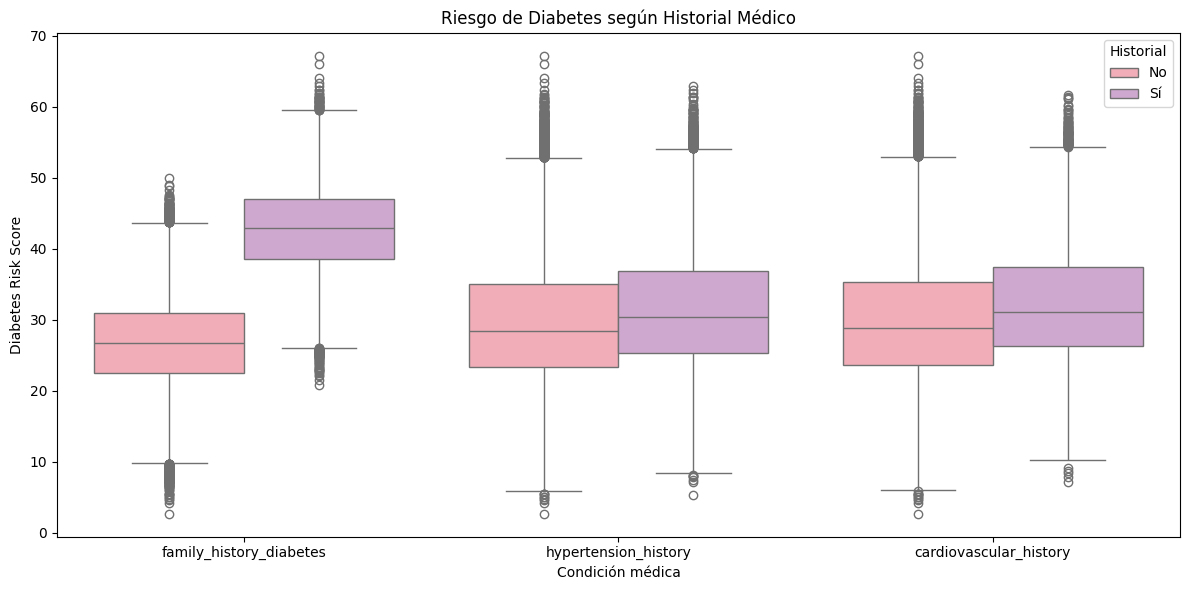 Riesgo de Diabetes según Historial Médico
Diabetes Risk Score
70
60
50
40
30
20
10
0
Historial
No
Sí
family_history_diabetes
hypertension_history
cardiovascular_history
Condición médica